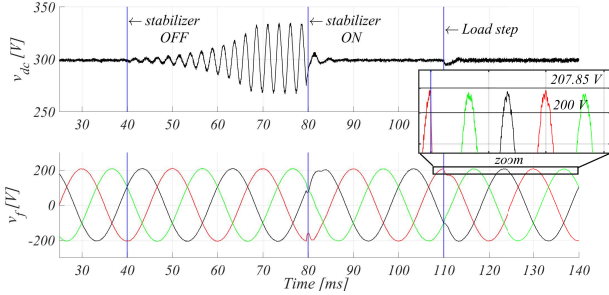 350
300
250
v_dc [V]
← stabilizer
OFF
← stabilizer
ON
← Load step
30 40 50 60 70 80 90 100
207.85 V
200 V
zoom
200
0
-200
v_f [V]
30 40 50 60 70 80 90 100 110 120 130 140
Time [ms]